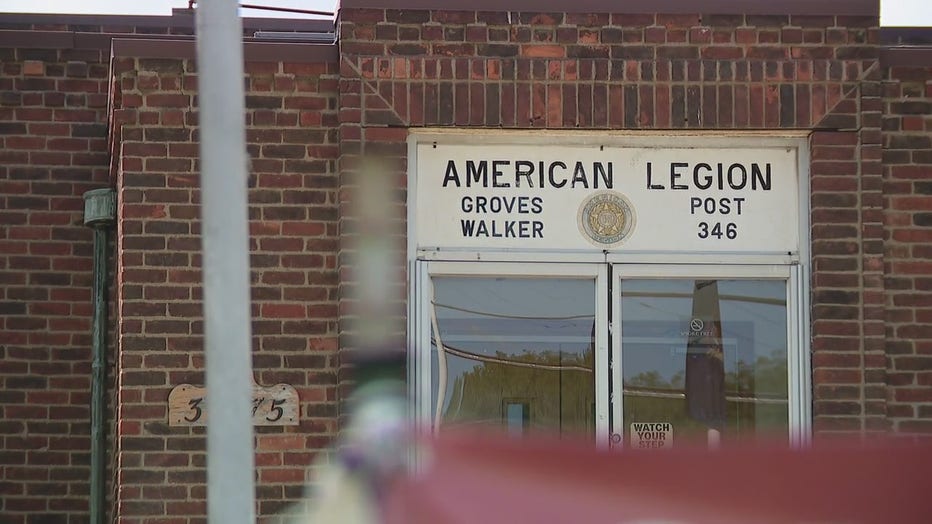 AMERICAN LEGION
GROVES
WALKER
POST
346
WATCH
YOUR
STEP